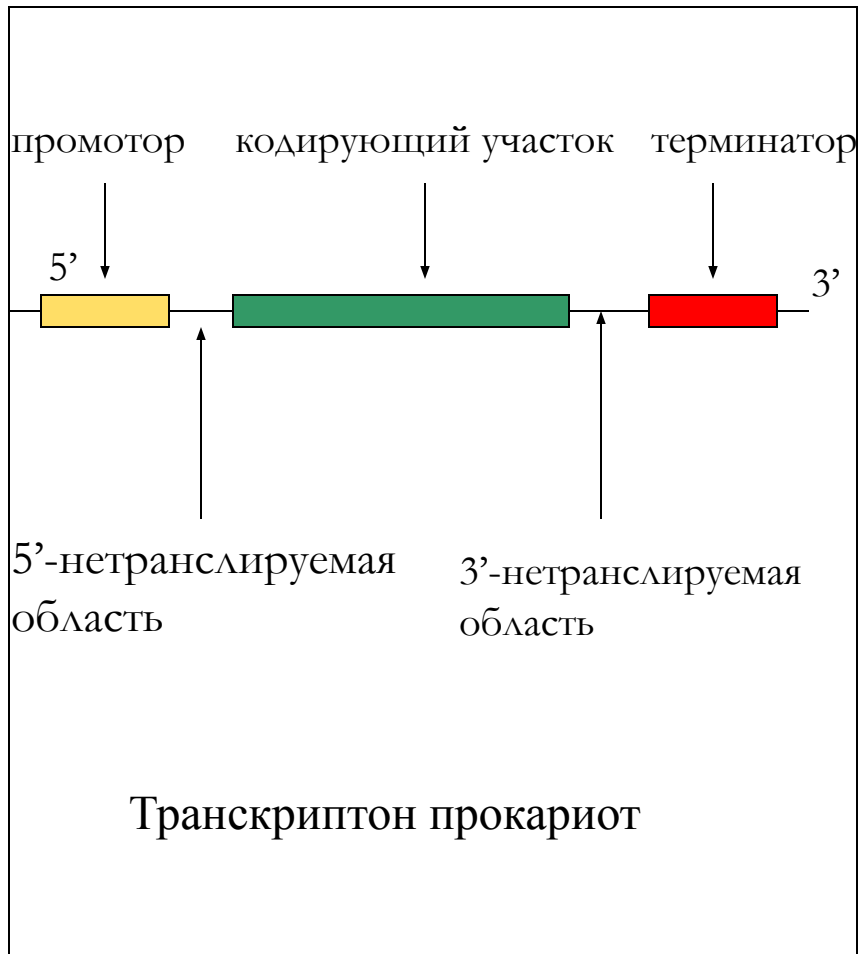 промотор кодирующий участок терминатор
5’ 3’
5’-нетранслируемая
область
3’-нетранслируемая
область
Транскриптон прокариот